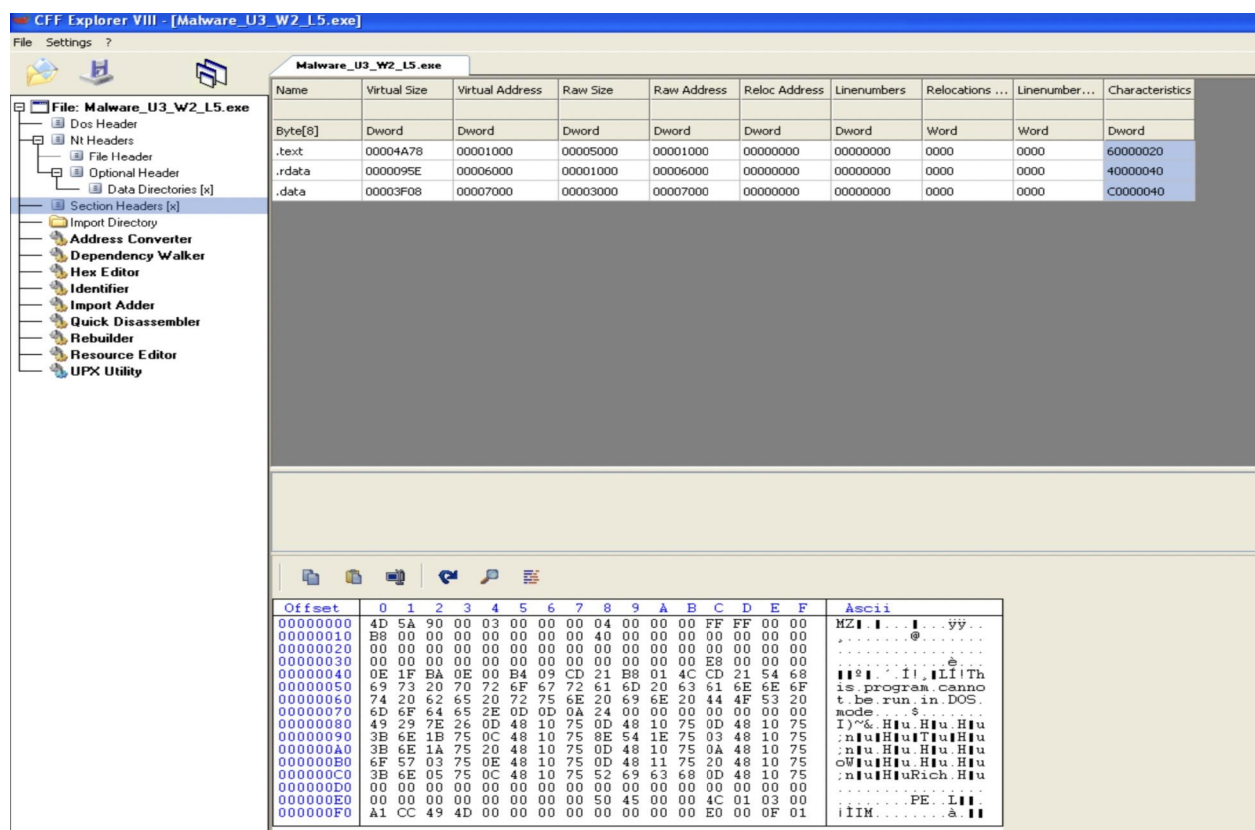 CFF Explorer VIII - [Malware_U3_W2_L5.exe]
File Settings ?
Malware_U3_W2_L5.exe
File: Malware_U3_W2_L5.exe
Dos Header
Nt Headers
File Header
Optional Header
Data Directories [x]
Section Headers [x]
Import Directory
Address Converter
Dependency Walker
Hex Editor
Identifier
Import Adder
Quick Disassembler
Rebuilder
Resource Editor
UPX Utility
Name Virtual Size Virtual Address Raw Size Raw Address Reloc Address Linenumbers Relocations ... Linenumber... Characteristics
Byte[8] Dword Dword Dword Dword Dword Dword Word Word Dword
.text 00004A78 00001000 00005000 00001000 00000000 00000000 0000 0000 60000020
.rdata 0000095E 00006000 00001000 00006000 00000000 00000000 0000 0000 40000040
.data 00003F08 00007000 00003000 00007000 00000000 00000000 0000 0000 C0000040
Offset 0 1 2 3 4 5 6 7 8 9 A B C D E F Ascii
00000000 4D 5A 90 00 03 00 00 00 04 00 00 00 FF FF 00 00 MZ▮.▮...▮...ÿÿ..
00000010 B8 00 00 00 00 00 00 00 40 00 00 00 00 00 00 00 ¸.......@.......
00000020 00 00 00 00 00 00 00 00 00 00 00 00 00 00 00 00 ................
00000030 00 00 00 00 00 00 00 00 00 00 00 00 E8 00 00 00 ............è...
00000040 0E 1F BA 0E 00 B4 09 CD 21 B8 01 4C CD 21 54 68 ▮▮º▮.´.Í!¸▮LÍ!Th
00000050 69 73 20 70 72 6F 67 72 61 6D 20 63 61 6E 6E 6F is.program.canno
00000060 74 20 62 65 20 72 75 6E 20 69 6E 20 44 4F 53 20 t.be.run.in.DOS.
00000070 6D 6F 64 65 2E 0D 0D 0A 24 00 00 00 00 00 00 00 mode....$.......
00000080 49 29 7E 26 0D 48 10 75 0D 48 10 75 0D 48 10 75 I)~&.H▮u.H▮u.H▮u
00000090 3B 6E 1B 75 0C 48 10 75 8E 54 1E 75 03 48 10 75 ;n▮u▮H▮u▮T▮u▮H▮u
000000A0 3B 6E 1A 75 20 48 10 75 0D 48 10 75 0A 48 10 75 ;n▮u.H▮u.H▮u.H▮u
000000B0 6F 57 03 75 0E 48 10 75 0D 48 11 75 20 48 10 75 oW▮u▮H▮u.H▮u.H▮u
000000C0 3B 6E 05 75 0C 48 10 75 52 69 63 68 0D 48 10 75 ;n▮u▮H▮uRich.H▮u
000000D0 00 00 00 00 00 00 00 00 00 00 00 00 00 00 00 00 ................
000000E0 00 00 00 00 00 00 00 00 50 45 00 00 4C 01 03 00 ........PE..L▮▮.
000000F0 A1 CC 49 4D 00 00 00 00 00 00 00 00 E0 00 0F 01 ¡ÌIM........à.▮▮